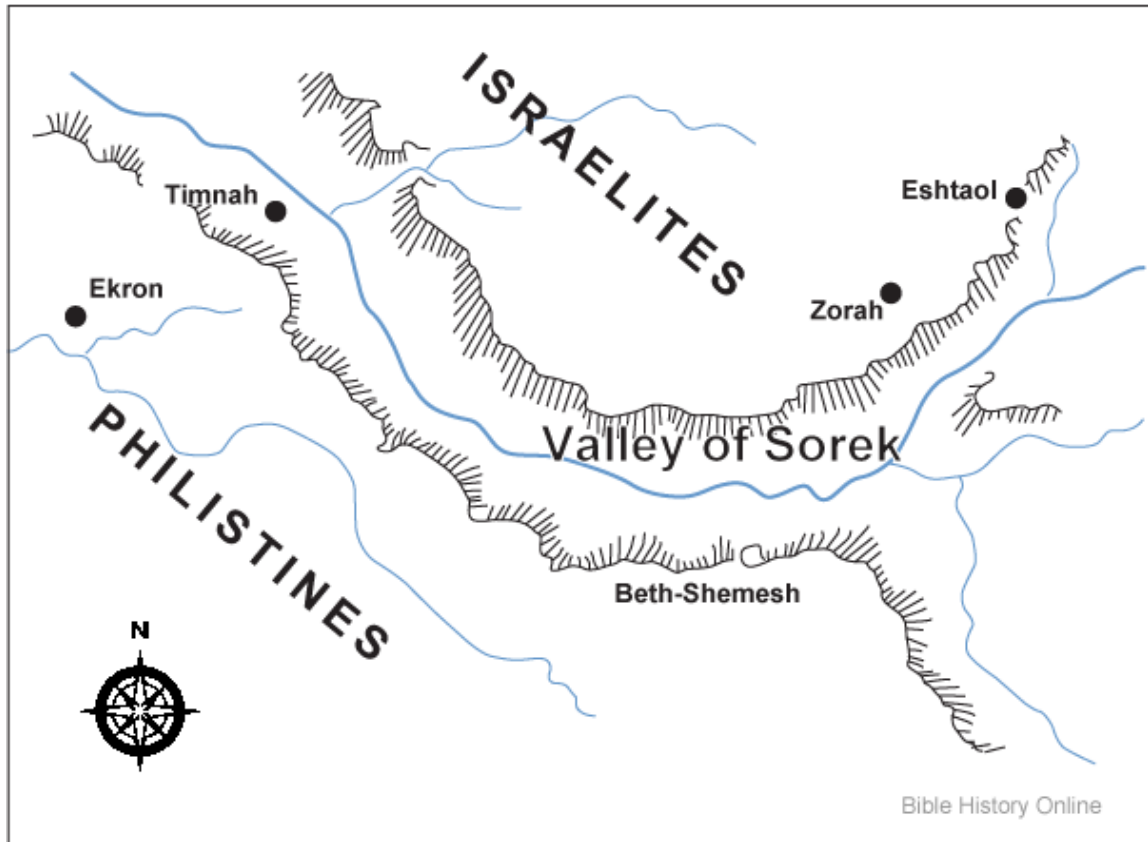 ISRAELITES
Timnah
Eshtaol
Ekron
Zorah
Valley of Sorek
PHILISTINES
Beth-Shemesh
N
Bible History Online